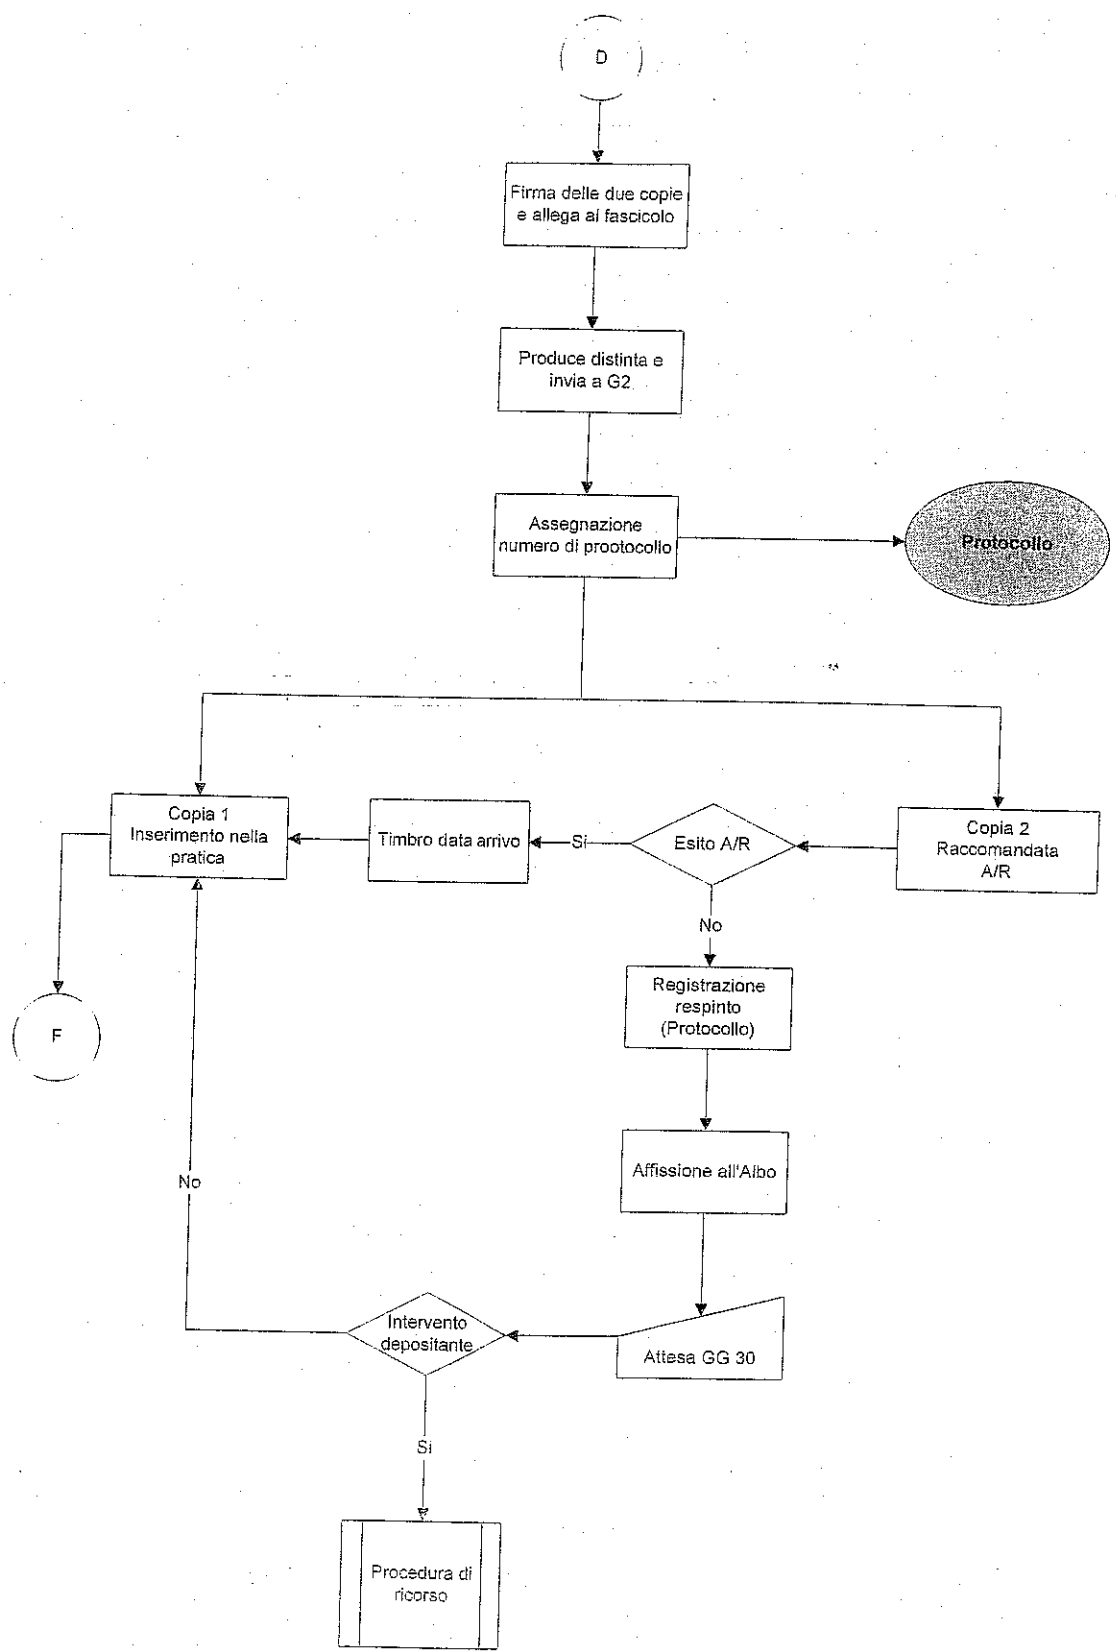 D
Firma delle due copie
e allega al fascicolo
Produce distinta e
invia a G2
Assegnazione
numero di prootocollo
Protocollo
Copia 1
Inserimento nella
pratica
Timbro data arrivo
Si
Esito A/R
Copia 2
Raccomandata
A/R
No
Registrazione
respinto
(Protocollo)
F
Affissione all'Albo
No
Intervento
depositante
Attesa GG 30
Si
Procedura di
ricorso